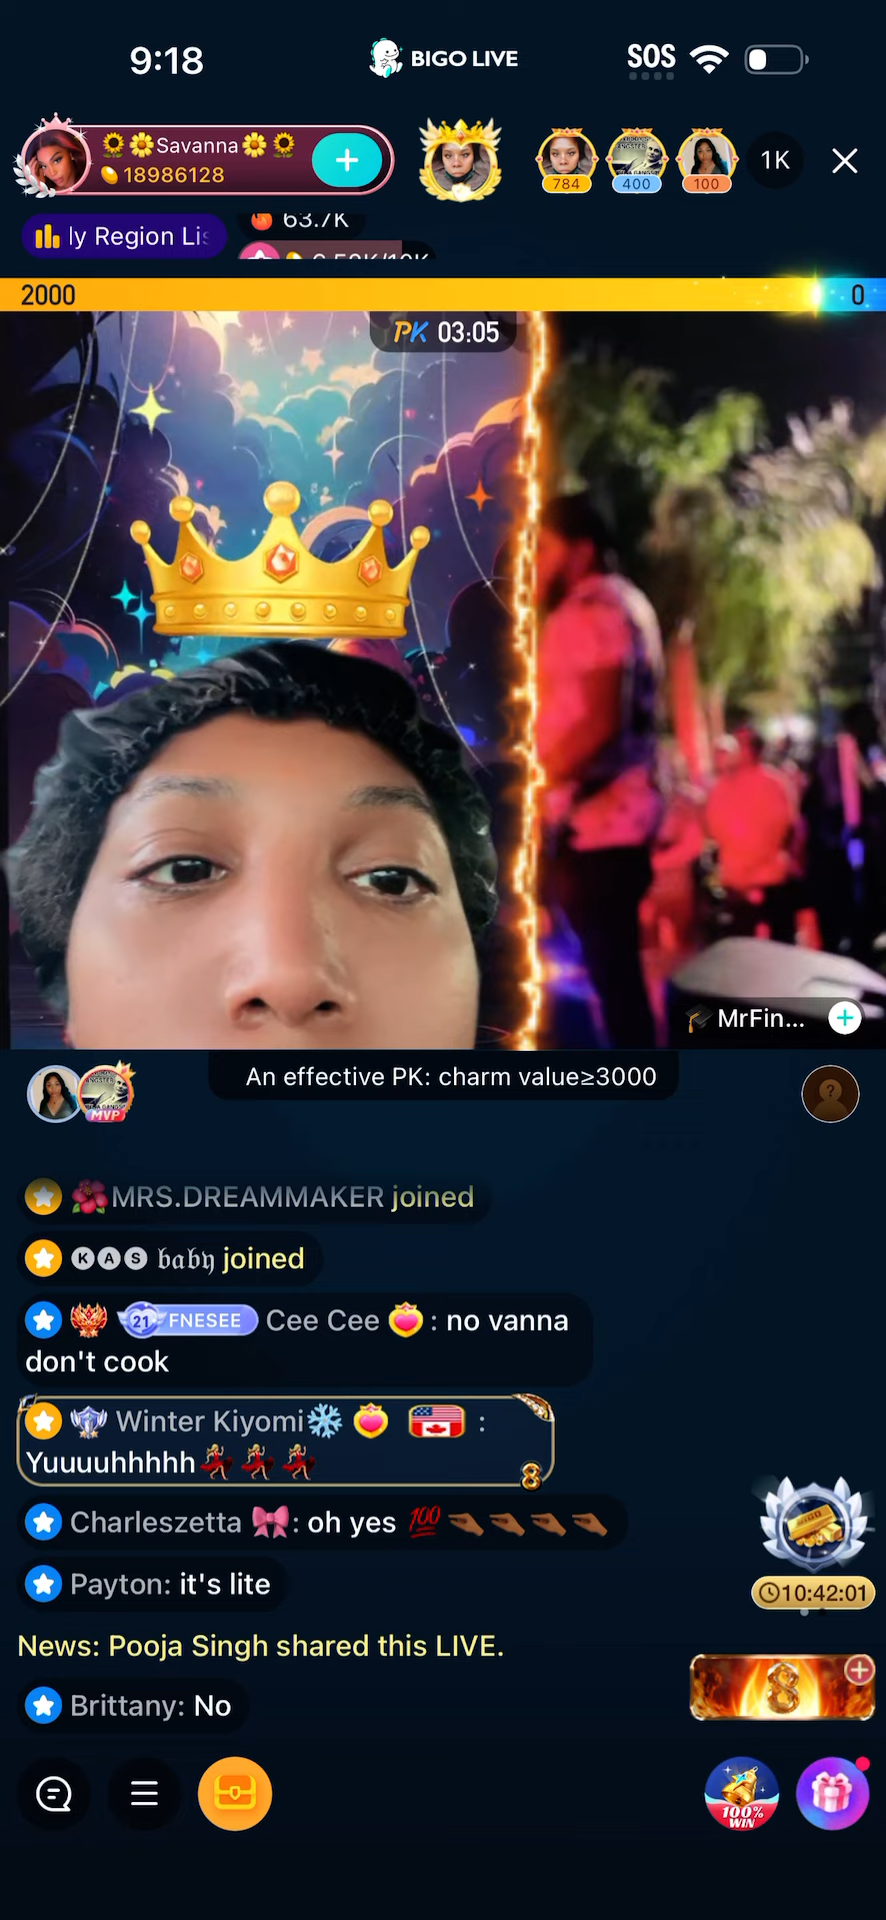 9:18
BIGO LIVE
SOS
🌻🌼Savanna🌼🌻
18986128
784
400
100
1K
ly Region Lis
63.7K
2000
0
PK 03:05
MrFin...
An effective PK: charm value≥3000
MVP
🌺MRS.DREAMMAKER joined
🅚🅐🅢 𝔟𝔞𝔟𝔶 joined
21 FNESEE Cee Cee : no vanna
don't cook
Winter Kiyomi❄️ :
Yuuuuhhhhh💃💃💃
8
Charleszetta 🎀: oh yes 💯
Payton: it's lite
10:42:01
News: Pooja Singh shared this LIVE.
8
Brittany: No
100%
WIN